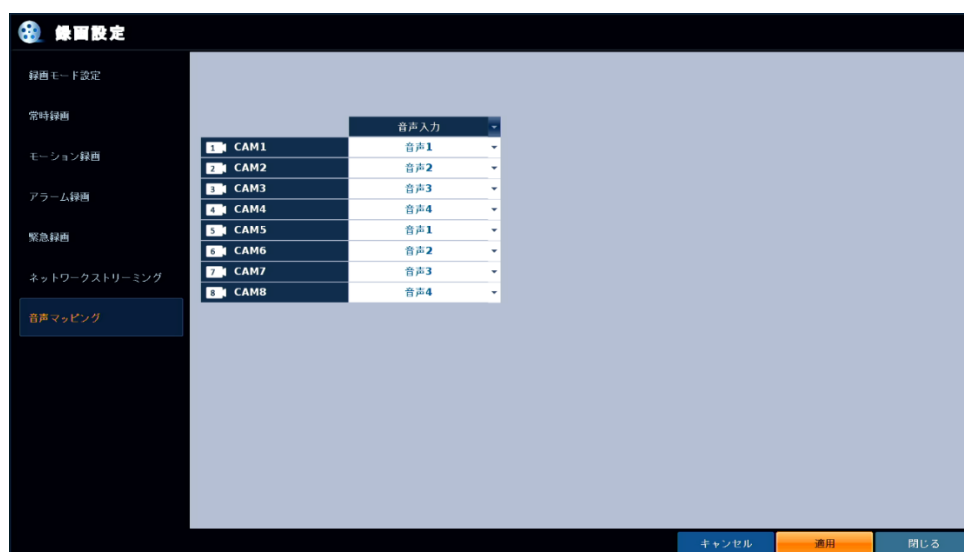 録画設定
録画モード設定
常時録画
モーション録画
アラーム録画
緊急録画
ネットワークストリーミング
音声マッピング
音声入力
1 CAM1 音声1
2 CAM2 音声2
3 CAM3 音声3
4 CAM4 音声4
5 CAM5 音声1
6 CAM6 音声2
7 CAM7 音声3
8 CAM8 音声4
キャンセル 適用 閉じる